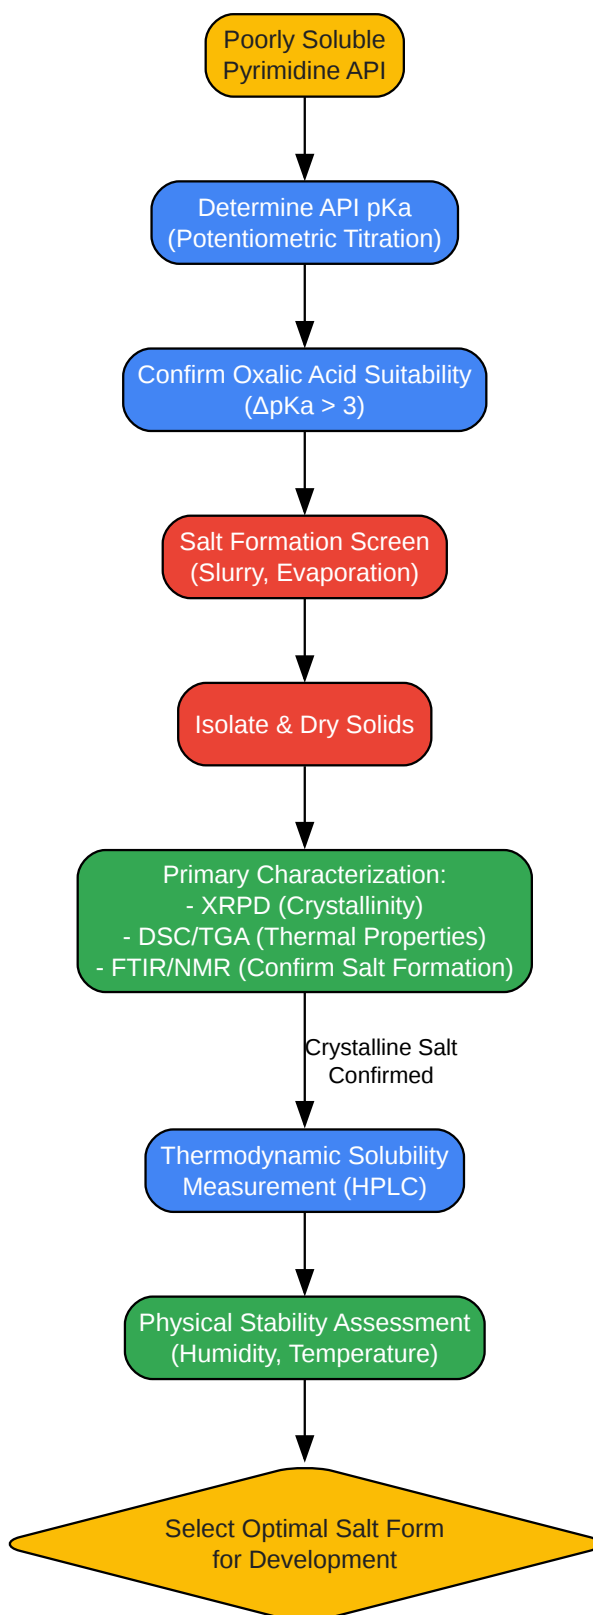 Poorly Soluble
Pyrimidine API
Determine API pKa
(Potentiometric Titration)
Confirm Oxalic Acid Suitability
(ΔpKa > 3)
Salt Formation Screen
(Slurry, Evaporation)
Isolate & Dry Solids
Primary Characterization:
- XRPD (Crystallinity)
- DSC/TGA (Thermal Properties)
- FTIR/NMR (Confirm Salt Formation)
Crystalline Salt
Confirmed
Thermodynamic Solubility
Measurement (HPLC)
Physical Stability Assessment
(Humidity, Temperature)
Select Optimal Salt Form
for Development